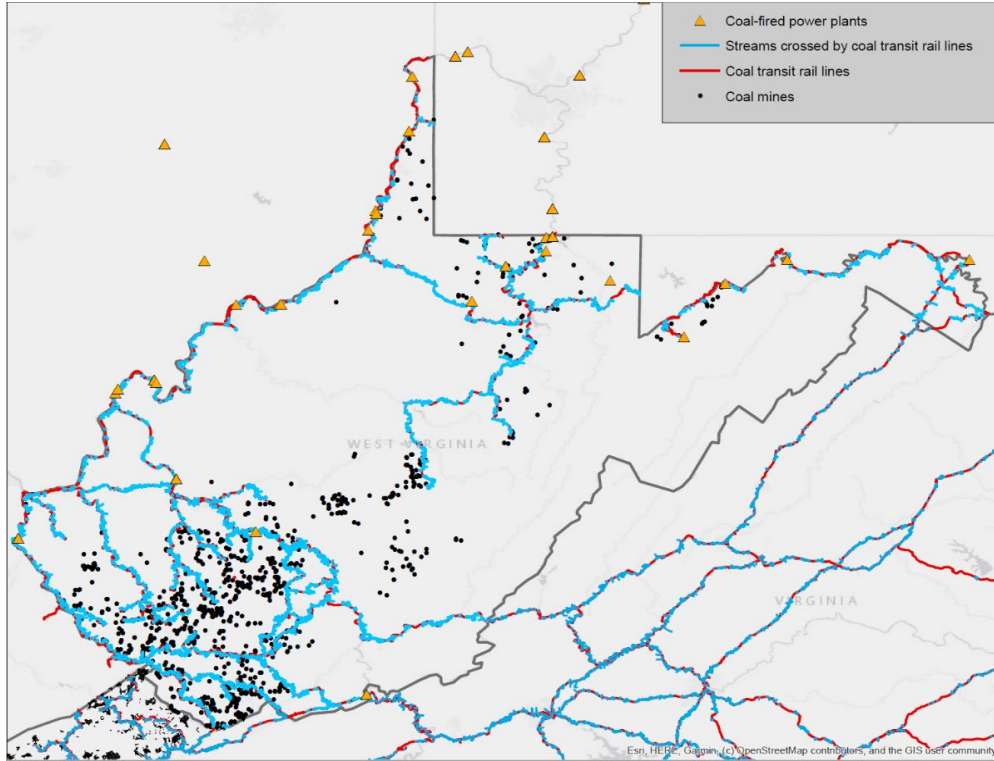 Coal-fired power plants
Streams crossed by coal transit rail lines
Coal transit rail lines
Coal mines
WEST VIRGINIA
VIRGINIA
Esri, HERE, Garmin, (c) OpenStreetMap contributors, and the GIS user community